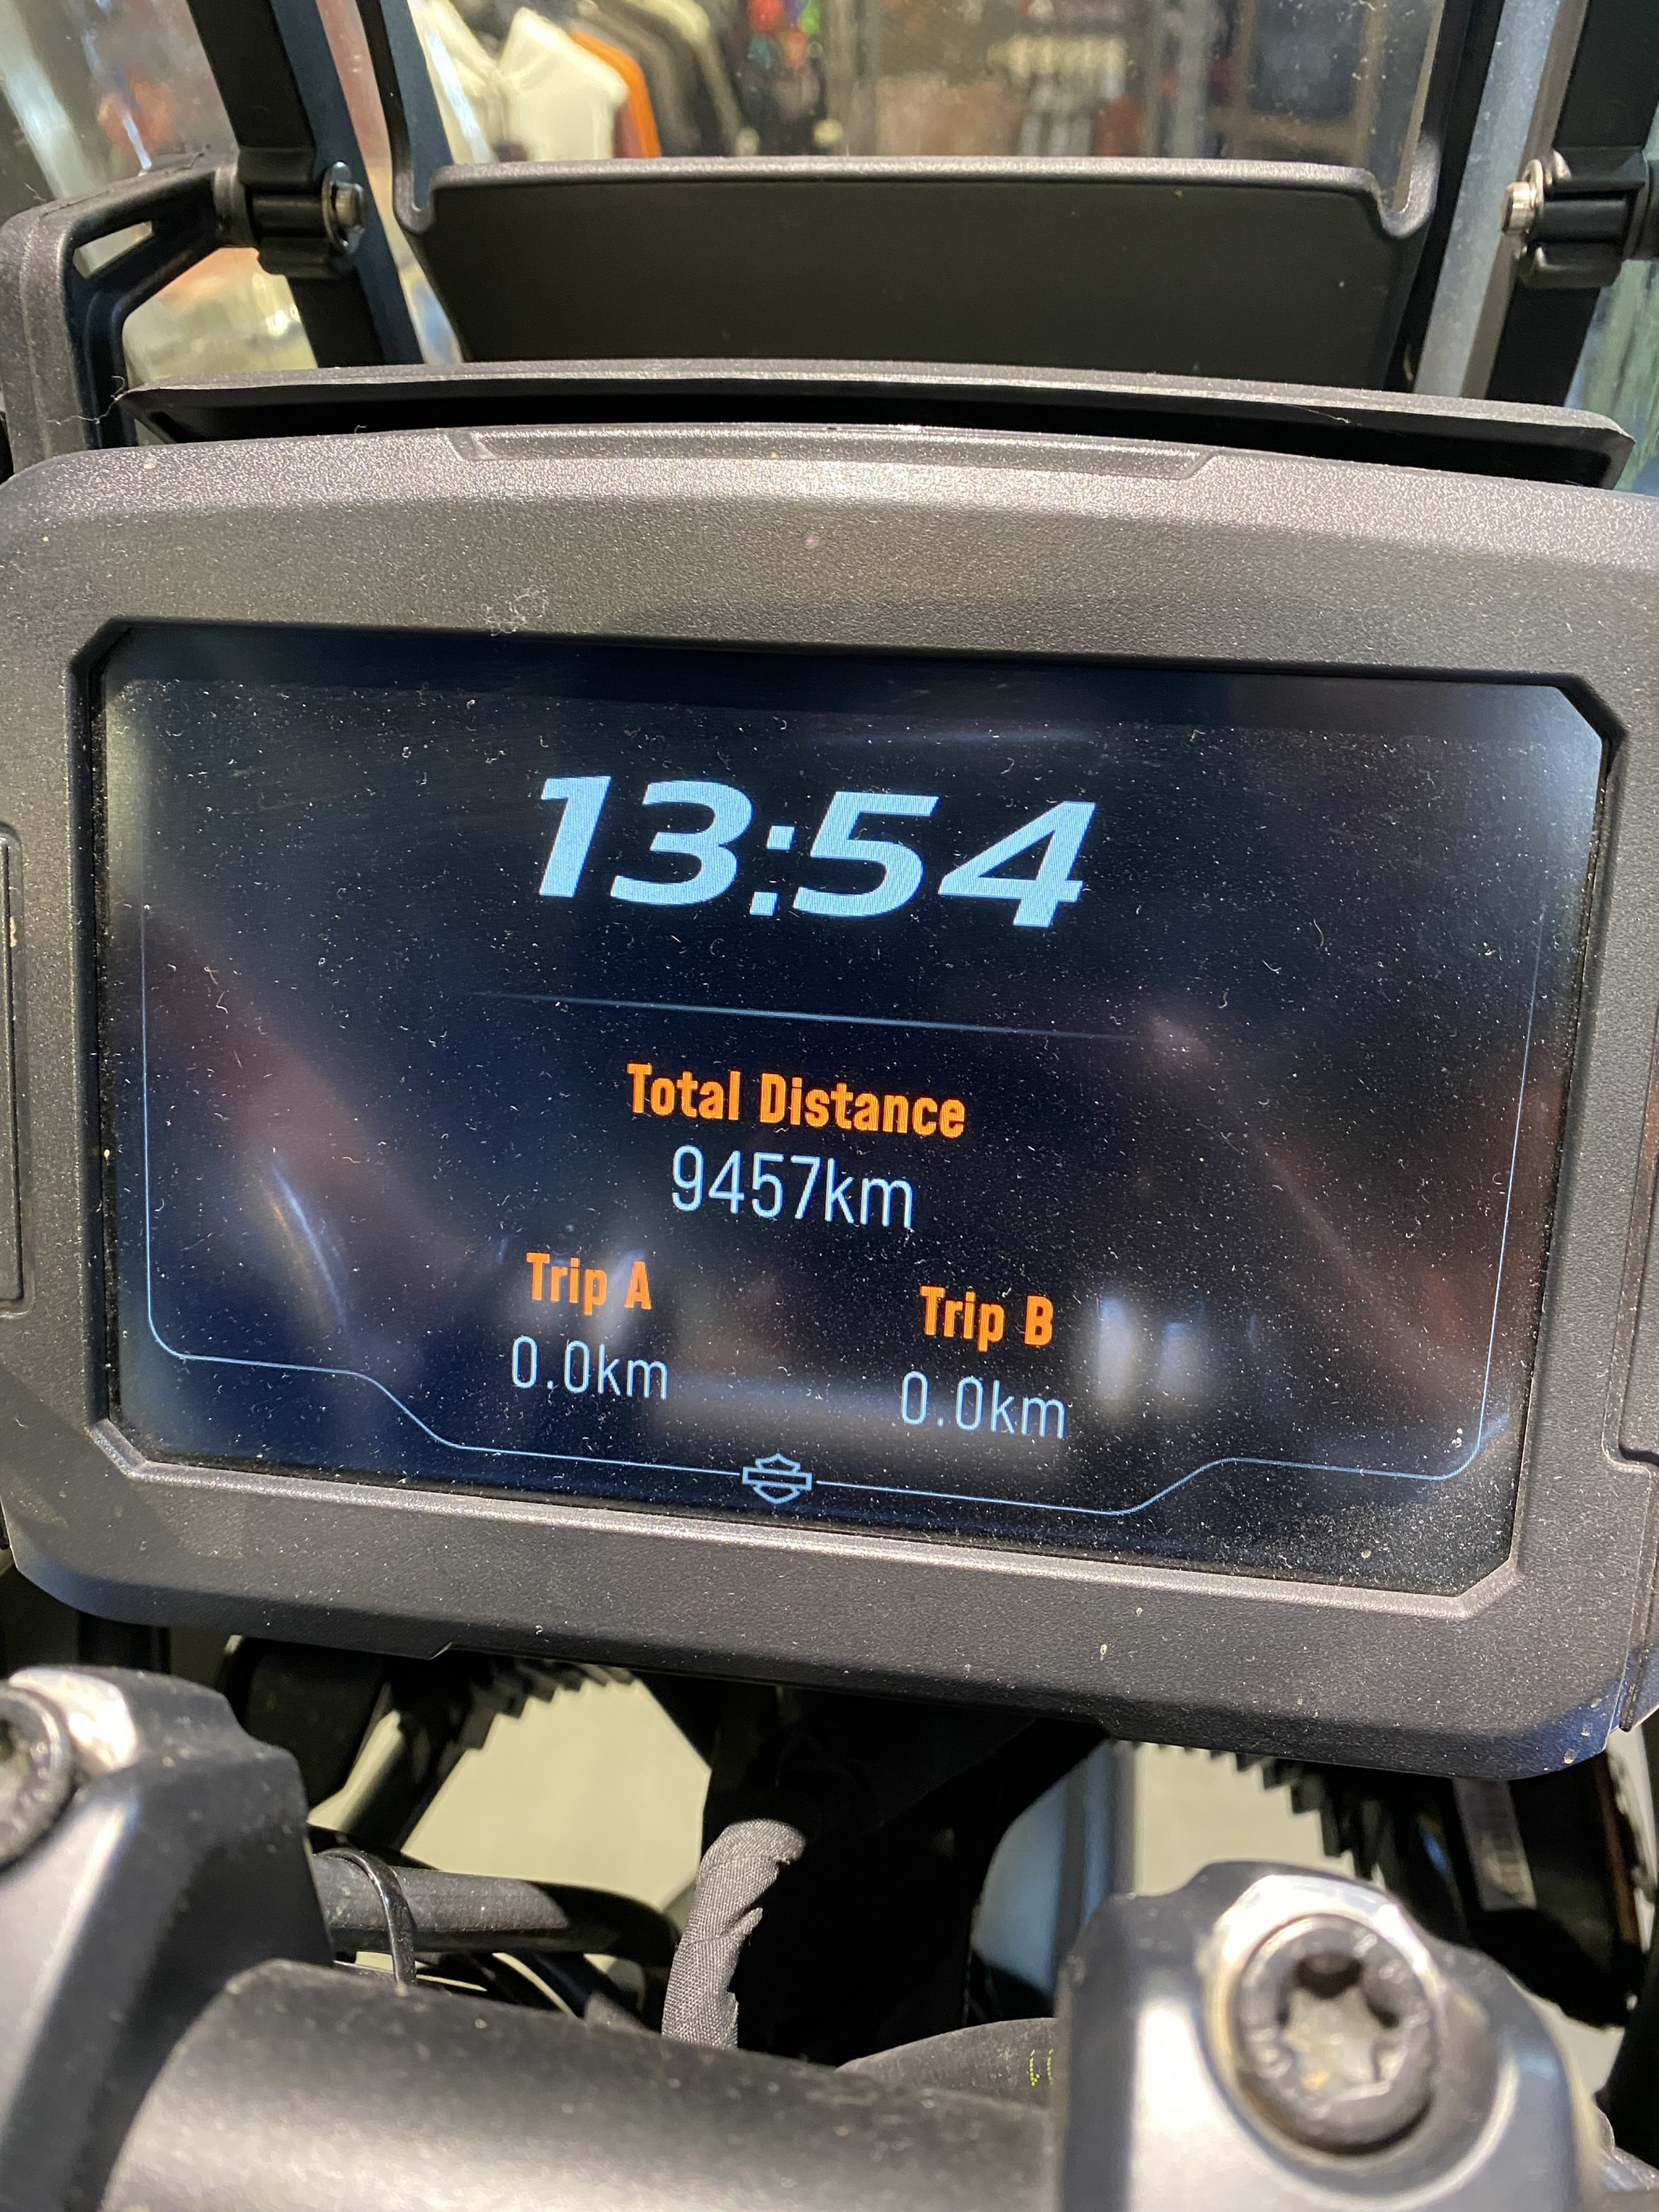 13:54
Total Distance
9457km
Trip A
0.0km
Trip B
0.0km